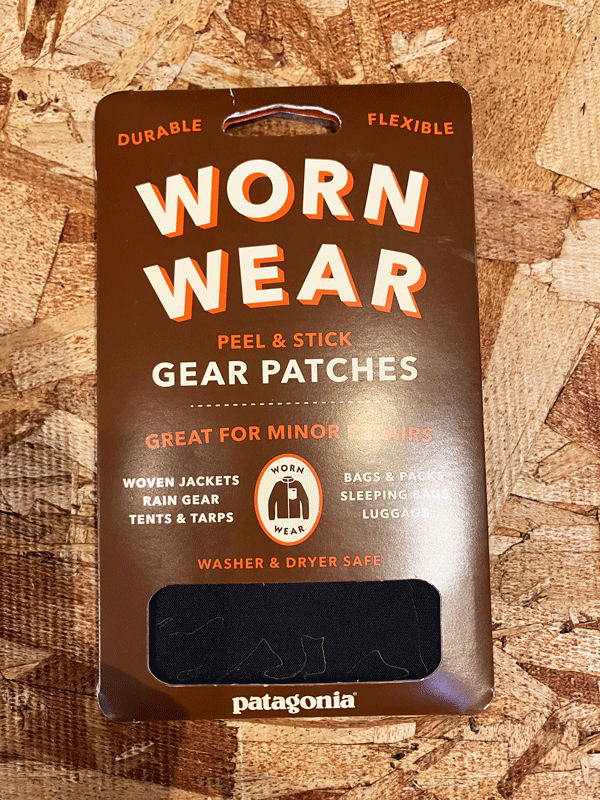 DURABLE
FLEXIBLE
WORN
WEAR
PEEL & STICK
GEAR PATCHES
GREAT FOR MINOR REPAIRS
WOVEN JACKETS
RAIN GEAR
TENTS & TARPS
WORN
WEAR
BAGS & PACKS
SLEEPING BAGS
LUGGAGE
WASHER & DRYER SAFE
patagonia®